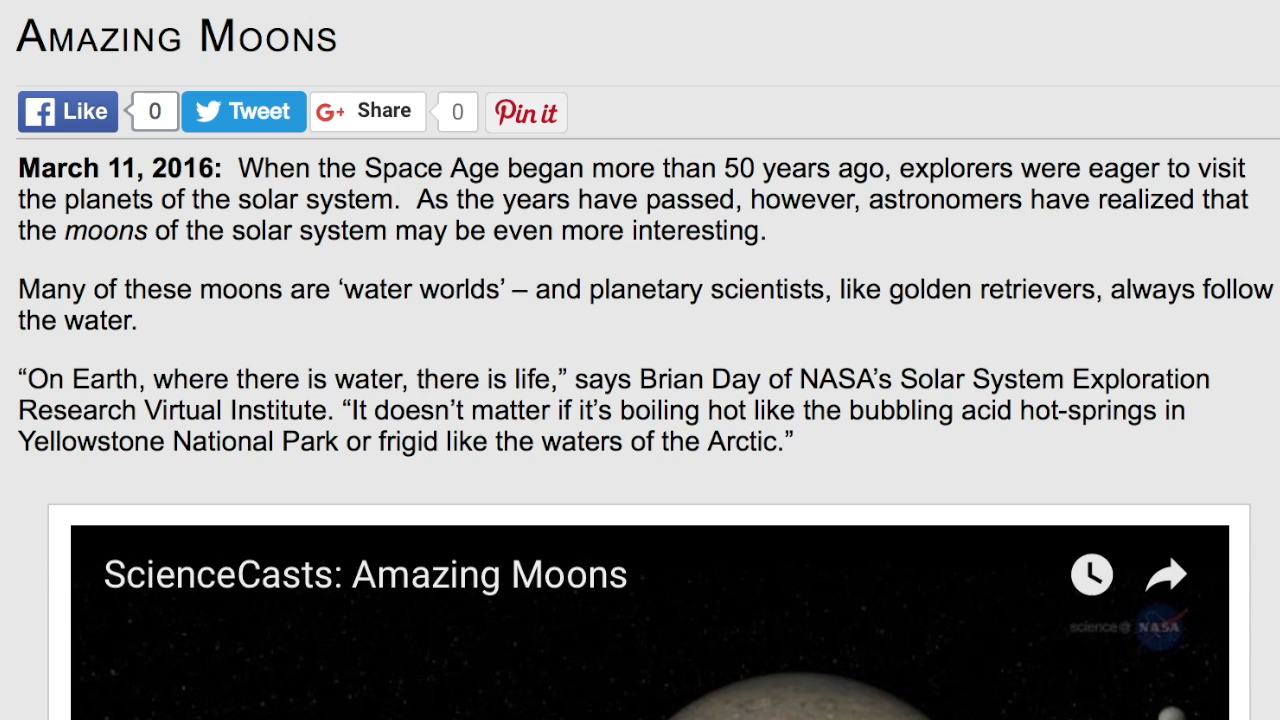 Amazing Moons
Like 0 Tweet G+ Share 0 Pin it
March 11, 2016:  When the Space Age began more than 50 years ago, explorers were eager to visit
the planets of the solar system.  As the years have passed, however, astronomers have realized that
the moons of the solar system may be even more interesting.
Many of these moons are ‘water worlds’ – and planetary scientists, like golden retrievers, always follow
the water.
“On Earth, where there is water, there is life,” says Brian Day of NASA’s Solar System Exploration
Research Virtual Institute. “It doesn’t matter if it’s boiling hot like the bubbling acid hot-springs in
Yellowstone National Park or frigid like the waters of the Arctic.”
ScienceCasts: Amazing Moons
science@ NASA